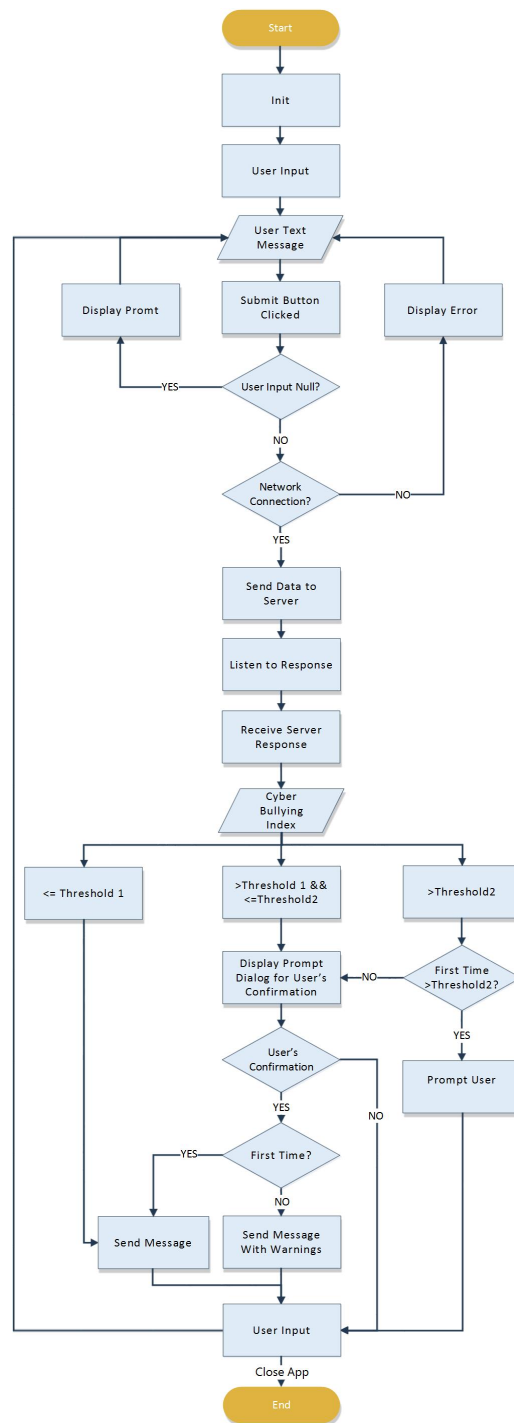 Start
Init
User Input
User Text
Message
Submit Button
Clicked
Display Promt
Display Error
User Input Null?
YES
NO
Network
Connection?
NO
YES
Send Data to
Server
Listen to Response
Receive Server
Response
Cyber
Bullying
Index
<= Threshold 1
>Threshold 1 &&
<=Threshold2
>Threshold2
Display Prompt
Dialog for User's
Confirmation
NO
First Time
>Threshold2?
YES
User's
Confirmation
Prompt User
YES
NO
First Time?
YES
NO
Send Message
Send Message
With Warnings
User Input
Close App
End